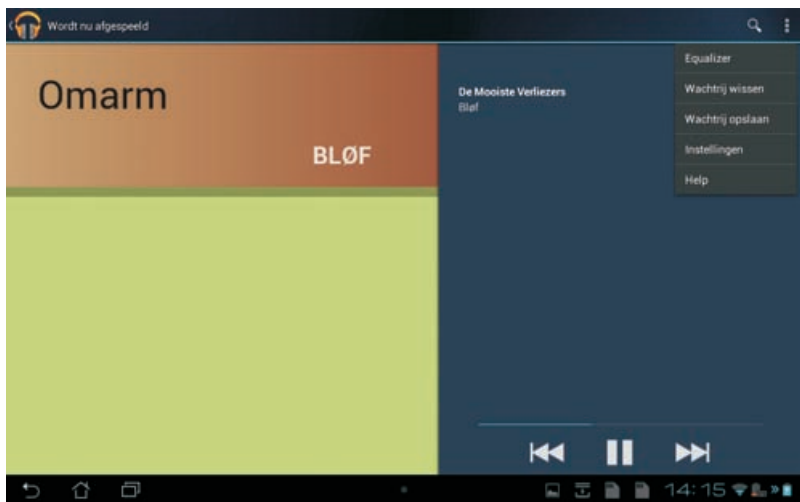 Wordt nu afgespeeld
Omarm
BLØF
De Mooiste Verliezers
Bløf
Equalizer
Wachtrij wissen
Wachtrij opslaan
Instellingen
Help
14:15